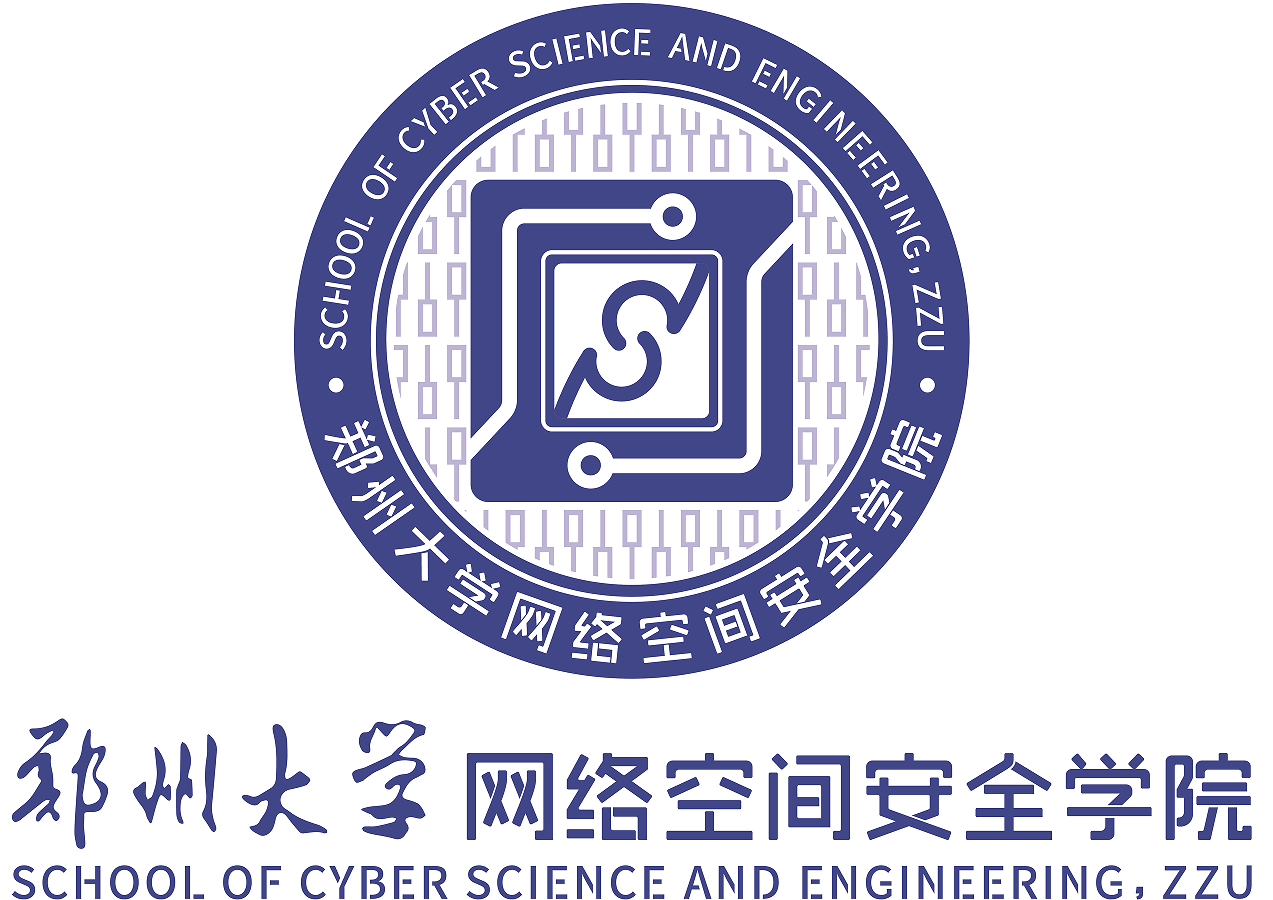 SCHOOL OF CYBER SCIENCE AND ENGINEERING, ZZU
郑州大学网络空间安全学院
郑州大学 网络空间安全学院
SCHOOL OF CYBER SCIENCE AND ENGINEERING, ZZU